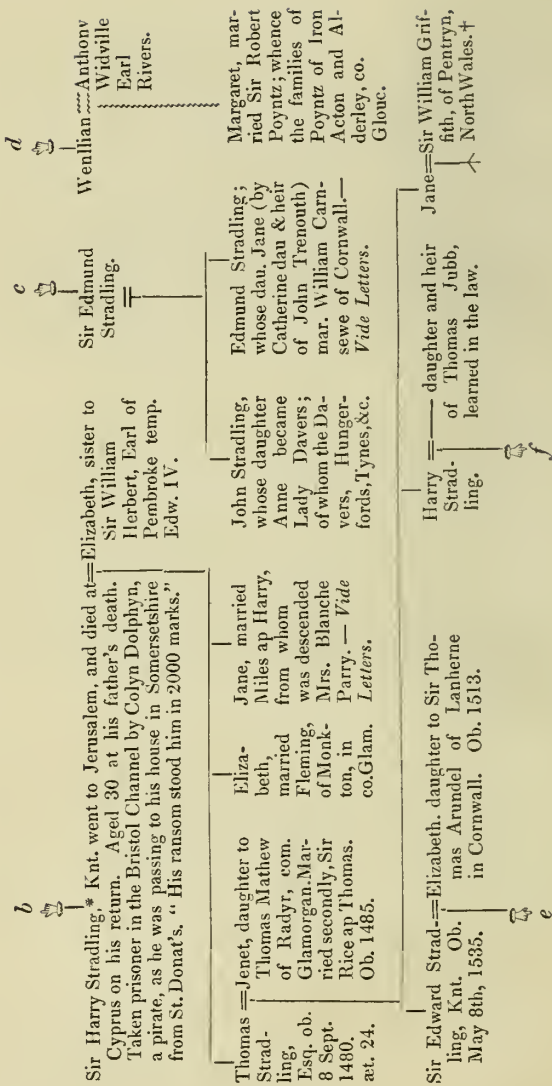 b
Sir Harry Stradling,* Knt. went to Jerusalem, and died at=Elizabeth, sister to
Cyprus on his return. Aged 30 at his father's death.
Taken prisoner in the Bristol Channel by Colyn Dolphyn,
a pirate, as he was passing to his house in Somersetshire
from St. Donat's. “ His ransom stood him in 2000 marks.”
Sir William
Herbert, Earl of
Pembroke temp.
Edw. IV.
c
Sir Edmund
Stradling.
d
Wenllian
Anthony
Widville
Earl
Rivers.
Thomas
Strad-
ling,
Esq. ob.
8 Sept.
1480.
æt. 24.
=Jenet, daughter to
Thomas Mathew
of Radyr, com.
Glamorgan. Mar-
ried secondly, Sir
Rice ap Thomas.
Ob. 1485.
Eliza-
beth,
married
Fleming,
of Monk-
ton, in
co.Glam.
Jane, married
Miles ap Harry,
from whom
was descended
Mrs. Blanche
Parry. — Vide
Letters.
John Stradling,
whose daughter
Anne became
Lady Davers;
of whom the Da-
vers, Hunger-
fords, Tynes, &c.
Edmund Stradling;
whose dau. Jane (by
Catherine dau & heir
of John Trenouth)
mar. William Carn-
sewe of Cornwall.—
Vide Letters.
Margaret, mar-
ried Sir Robert
Poyntz; whence
the families of
Poyntz of Iron
Acton and Al-
derley, co.
Glouc.
Sir Edward Strad-
ling, Knt. Ob.
May 8th, 1535.
=Elizabeth. daughter to Sir Tho-
mas Arundel of Lanherne
in Cornwall. Ob. 1513.
e
Harry
Strad-
ling.
daughter and heir
of Thomas Jubb,
learned in the law.
f
Jane=Sir William Grif-
fith, of Pentryn,
North Wales.†